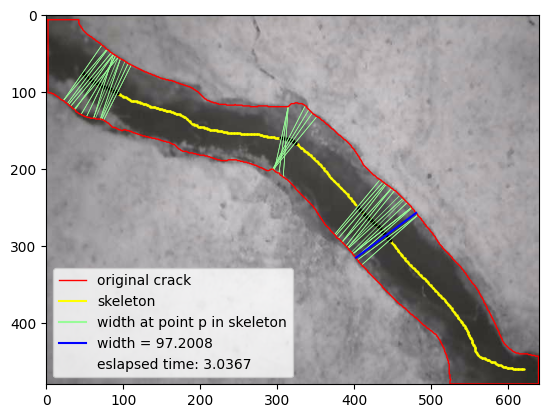 0
100
200
300
400
original crack
skeleton
width at point p in skeleton
width = 97.2008
eslapsed time: 3.0367
0 100 200 300 400 500 600